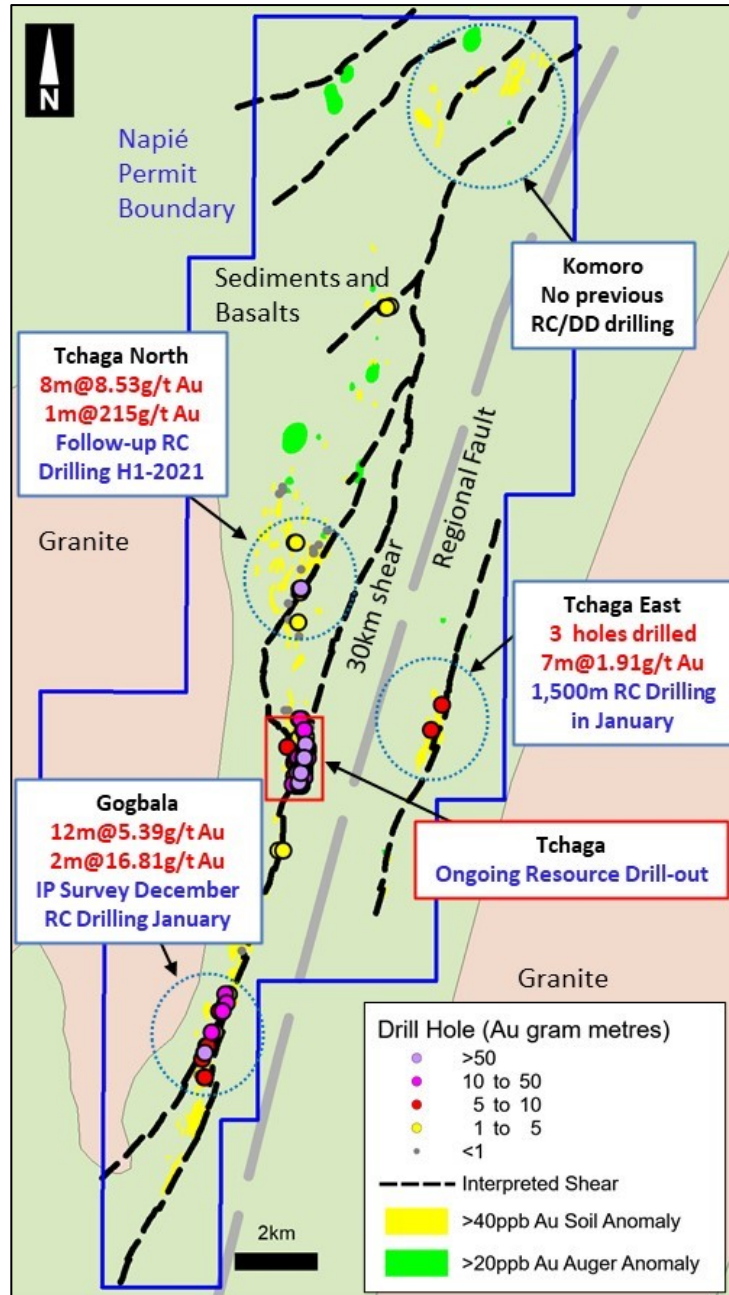 N
Napié
Permit
Boundary
Sediments and
Basalts
Komoro
No previous
RC/DD drilling
Tchaga North
8m@8.53g/t Au
1m@215g/t Au
Follow-up RC
Drilling H1-2021
Granite
Regional Fault
30km shear
Tchaga East
3 holes drilled
7m@1.91g/t Au
1,500m RC Drilling
in January
Gogbala
12m@5.39g/t Au
2m@16.81g/t Au
IP Survey December
RC Drilling January
Tchaga
Ongoing Resource Drill-out
Granite
Drill Hole (Au gram metres)
>50
10 to 50
5 to 10
1 to 5
<1
Interpreted Shear
>40ppb Au Soil Anomaly
>20ppb Au Auger Anomaly
2km